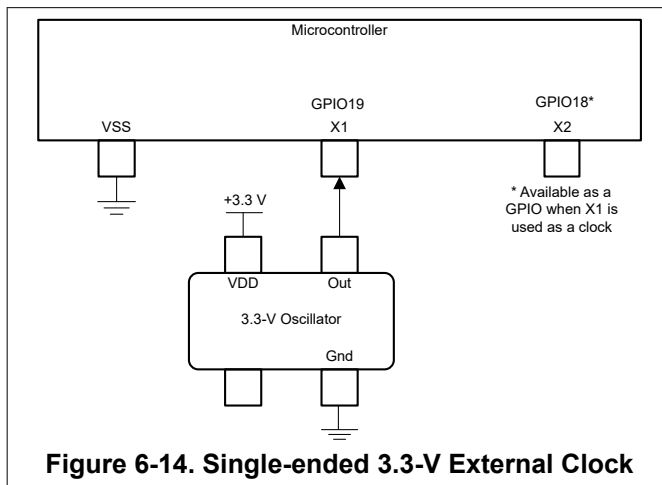 Microcontroller
GPIO19
GPIO18*
VSS
X1
X2
+3.3 V
* Available as a
GPIO when X1 is
used as a clock
VDD
Out
3.3-V Oscillator
Gnd
Figure 6-14. Single-ended 3.3-V External Clock